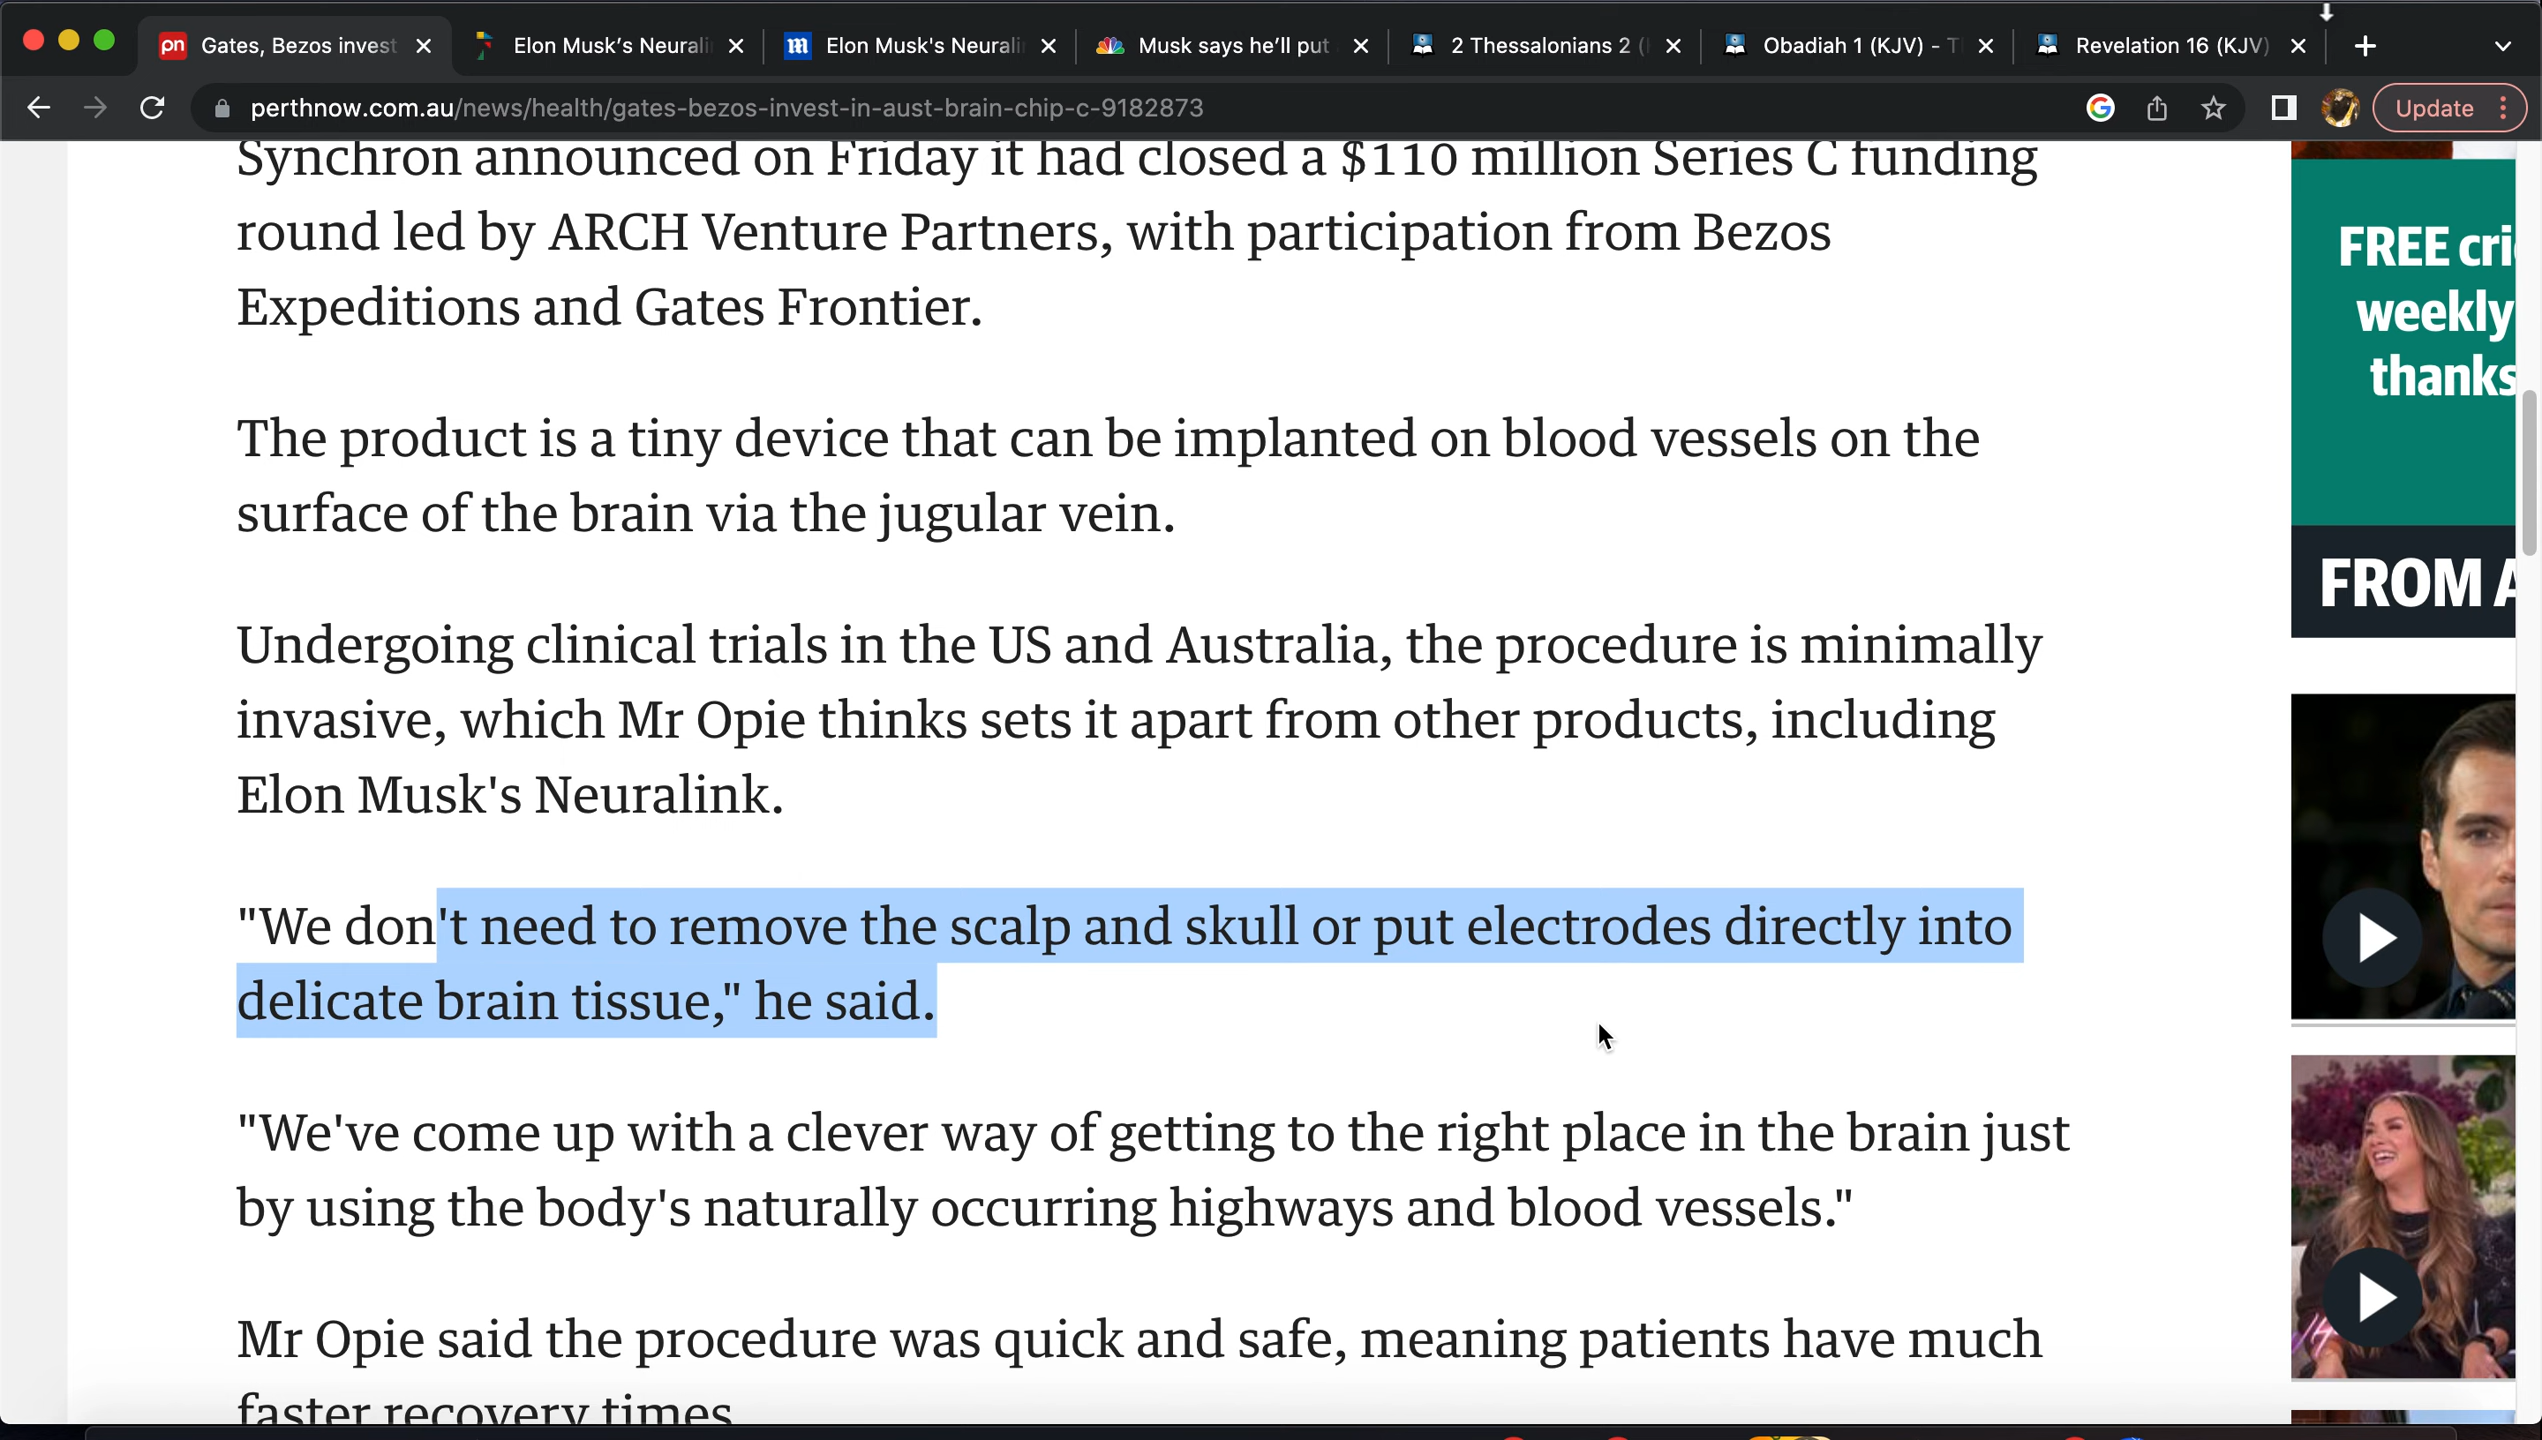 Gates, Bezos invest
Elon Musk's Neurali
Elon Musk's Neurali
Musk says he'll put
2 Thessalonians 2 (
Obadiah 1 (KJV) - T
Revelation 16 (KJV)
perthnow.com.au/news/health/gates-bezos-invest-in-aust-brain-chip-c-9182873
Update
Synchron announced on Friday it had closed a $110 million Series C funding
round led by ARCH Venture Partners, with participation from Bezos
Expeditions and Gates Frontier.
The product is a tiny device that can be implanted on blood vessels on the
surface of the brain via the jugular vein.
Undergoing clinical trials in the US and Australia, the procedure is minimally
invasive, which Mr Opie thinks sets it apart from other products, including
Elon Musk's Neuralink.
"We don't need to remove the scalp and skull or put electrodes directly into
delicate brain tissue," he said.
"We've come up with a clever way of getting to the right place in the brain just
by using the body's naturally occurring highways and blood vessels."
Mr Opie said the procedure was quick and safe, meaning patients have much
faster recovery times
FREE cri
weekly
thanks
FROM A